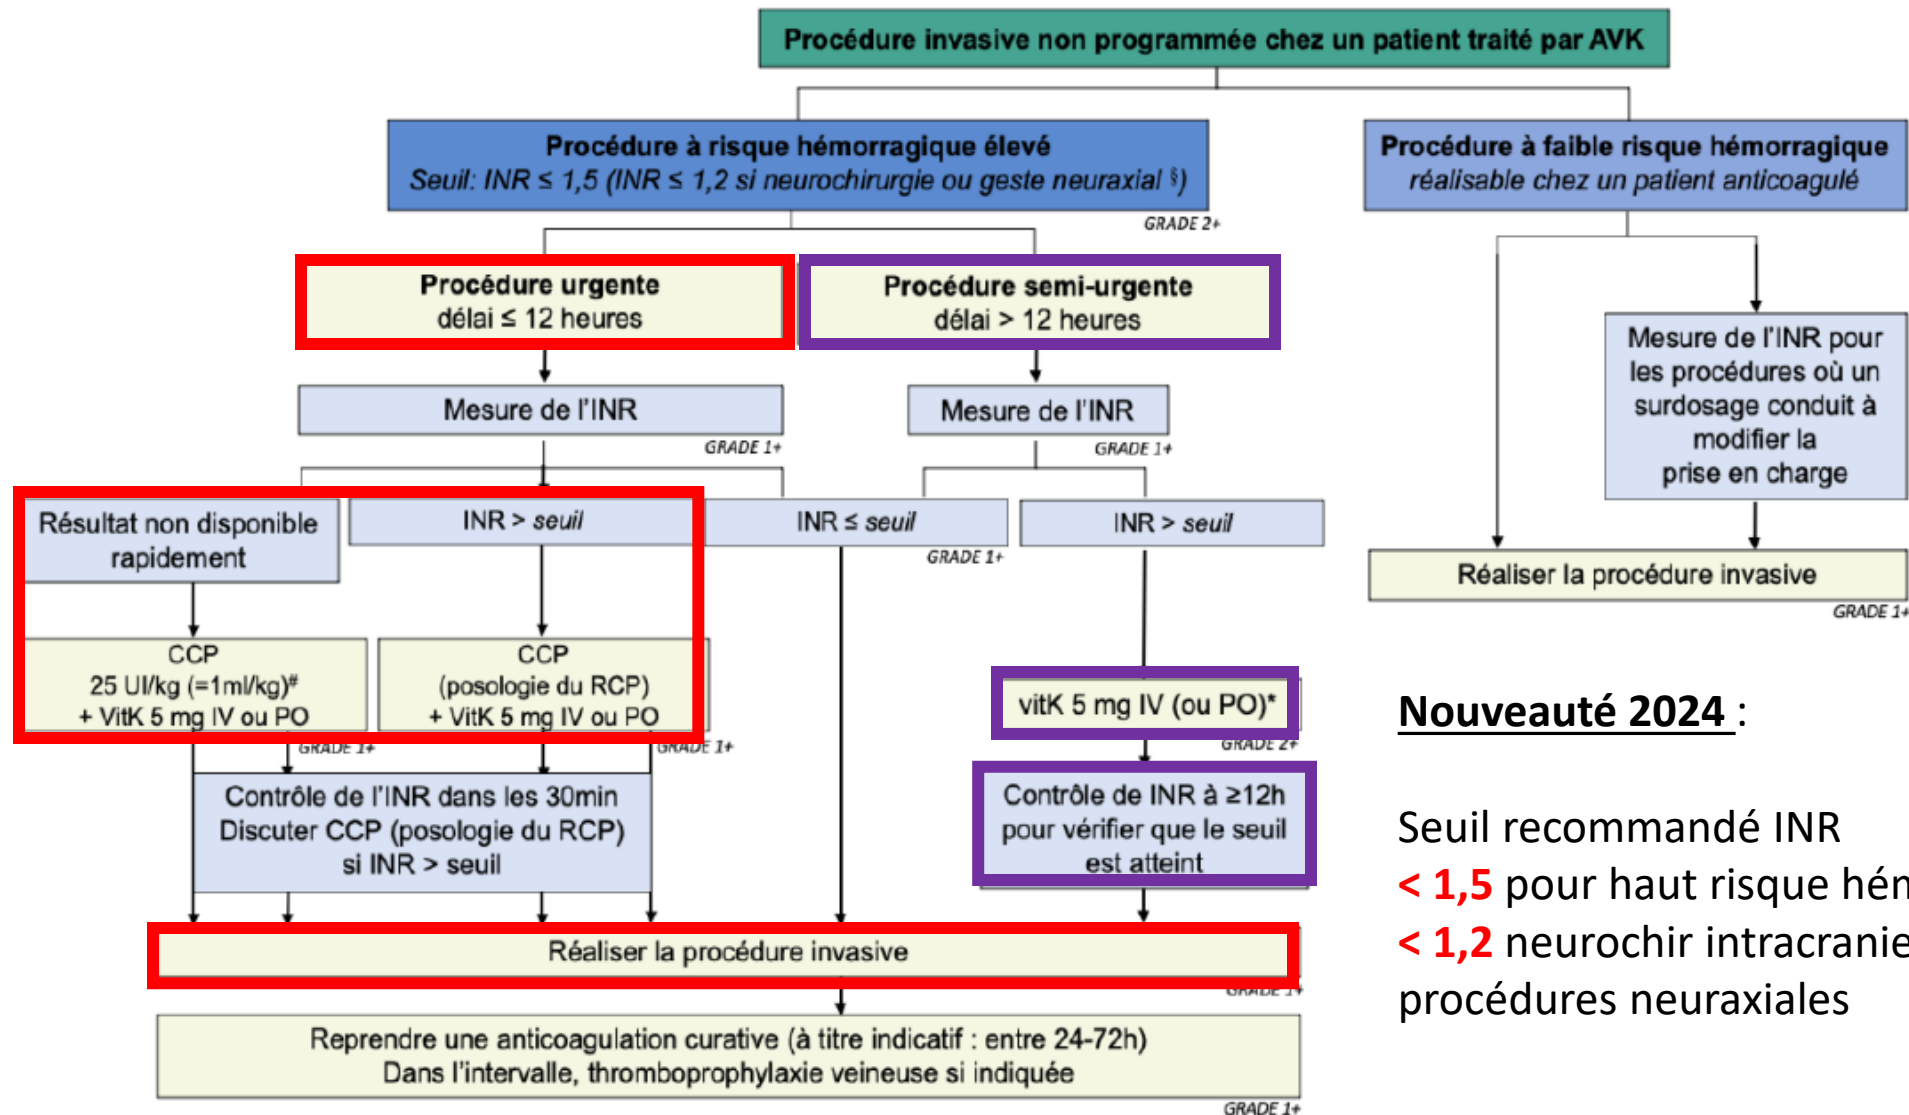 Procédure invasive non programmée chez un patient traité par AVK
Procédure à risque hémorragique élevé
Seuil: INR ≤ 1,5 (INR ≤ 1,2 si neurochirurgie ou geste neuraxial §)
GRADE 2+
Procédure à faible risque hémorragique
réalisable chez un patient anticoagulé
Procédure urgente
délai ≤ 12 heures
Procédure semi-urgente
délai > 12 heures
Mesure de l'INR
GRADE 1+
Mesure de l'INR
GRADE 1+
Mesure de l'INR pour
les procédures où un
surdosage conduit à
modifier la
prise en charge
Résultat non disponible
rapidement
INR > seuil
INR ≤ seuil
GRADE 1+
INR > seuil
Réaliser la procédure invasive
GRADE 1+
CCP
25 UI/kg (=1ml/kg)#
+ VitK 5 mg IV ou PO
GRADE 1+
CCP
(posologie du RCP)
+ VitK 5 mg IV ou PO
GRADE 1+
vitK 5 mg IV (ou PO)*
GRADE 2+
Contrôle de l'INR dans les 30min
Discuter CCP (posologie du RCP)
si INR > seuil
Contrôle de INR à ≥12h
pour vérifier que le seuil
est atteint
Réaliser la procédure invasive
GRADE 1+
Reprendre une anticoagulation curative (à titre indicatif : entre 24-72h)
Dans l'intervalle, thromboprophylaxie veineuse si indiquée
GRADE 1+
Nouveauté 2024 :
Seuil recommandé INR
< 1,5 pour haut risque hém
< 1,2 neurochir intracranie
procédures neuraxiales